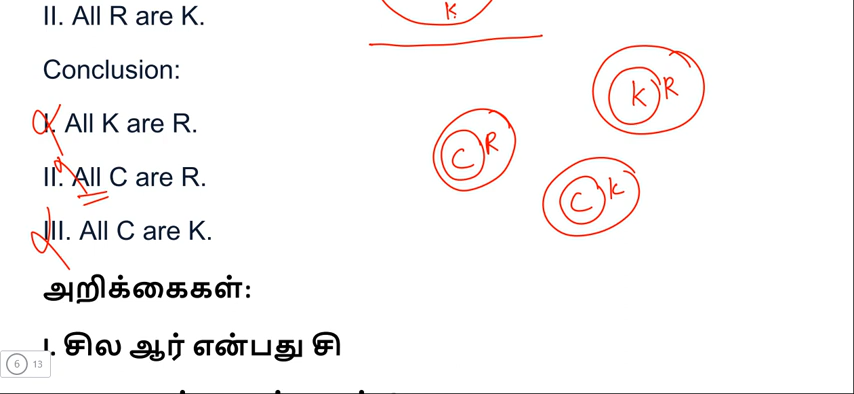 II. All R are K.
K
Conclusion:
K R
I. All K are R.
C R
II. All C are R.
C K
III. All C are K.
அறிக்கைகள்:
I. சில ஆர் என்பது சி
6 13